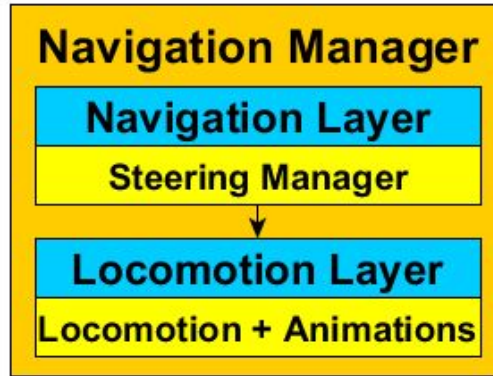 Navigation Manager
Navigation Layer
Steering Manager
Locomotion Layer
Locomotion + Animations